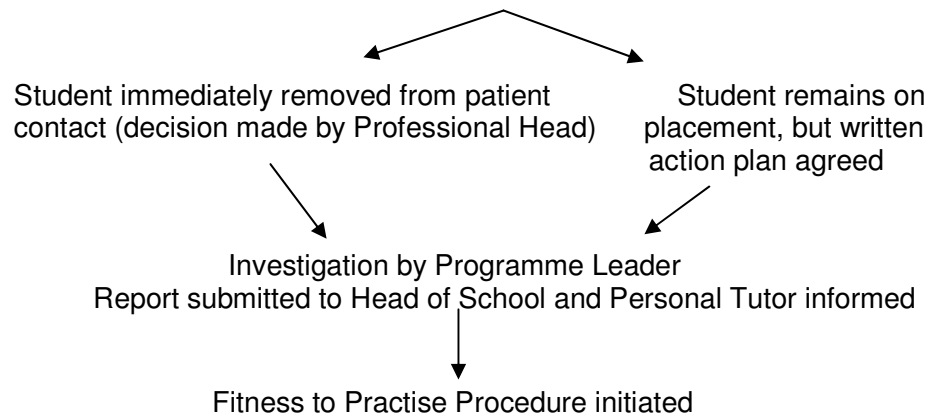 Student immediately removed from patient
contact (decision made by Professional Head)
Student remains on
placement, but written
action plan agreed
Investigation by Programme Leader
Report submitted to Head of School and Personal Tutor informed
Fitness to Practise Procedure initiated